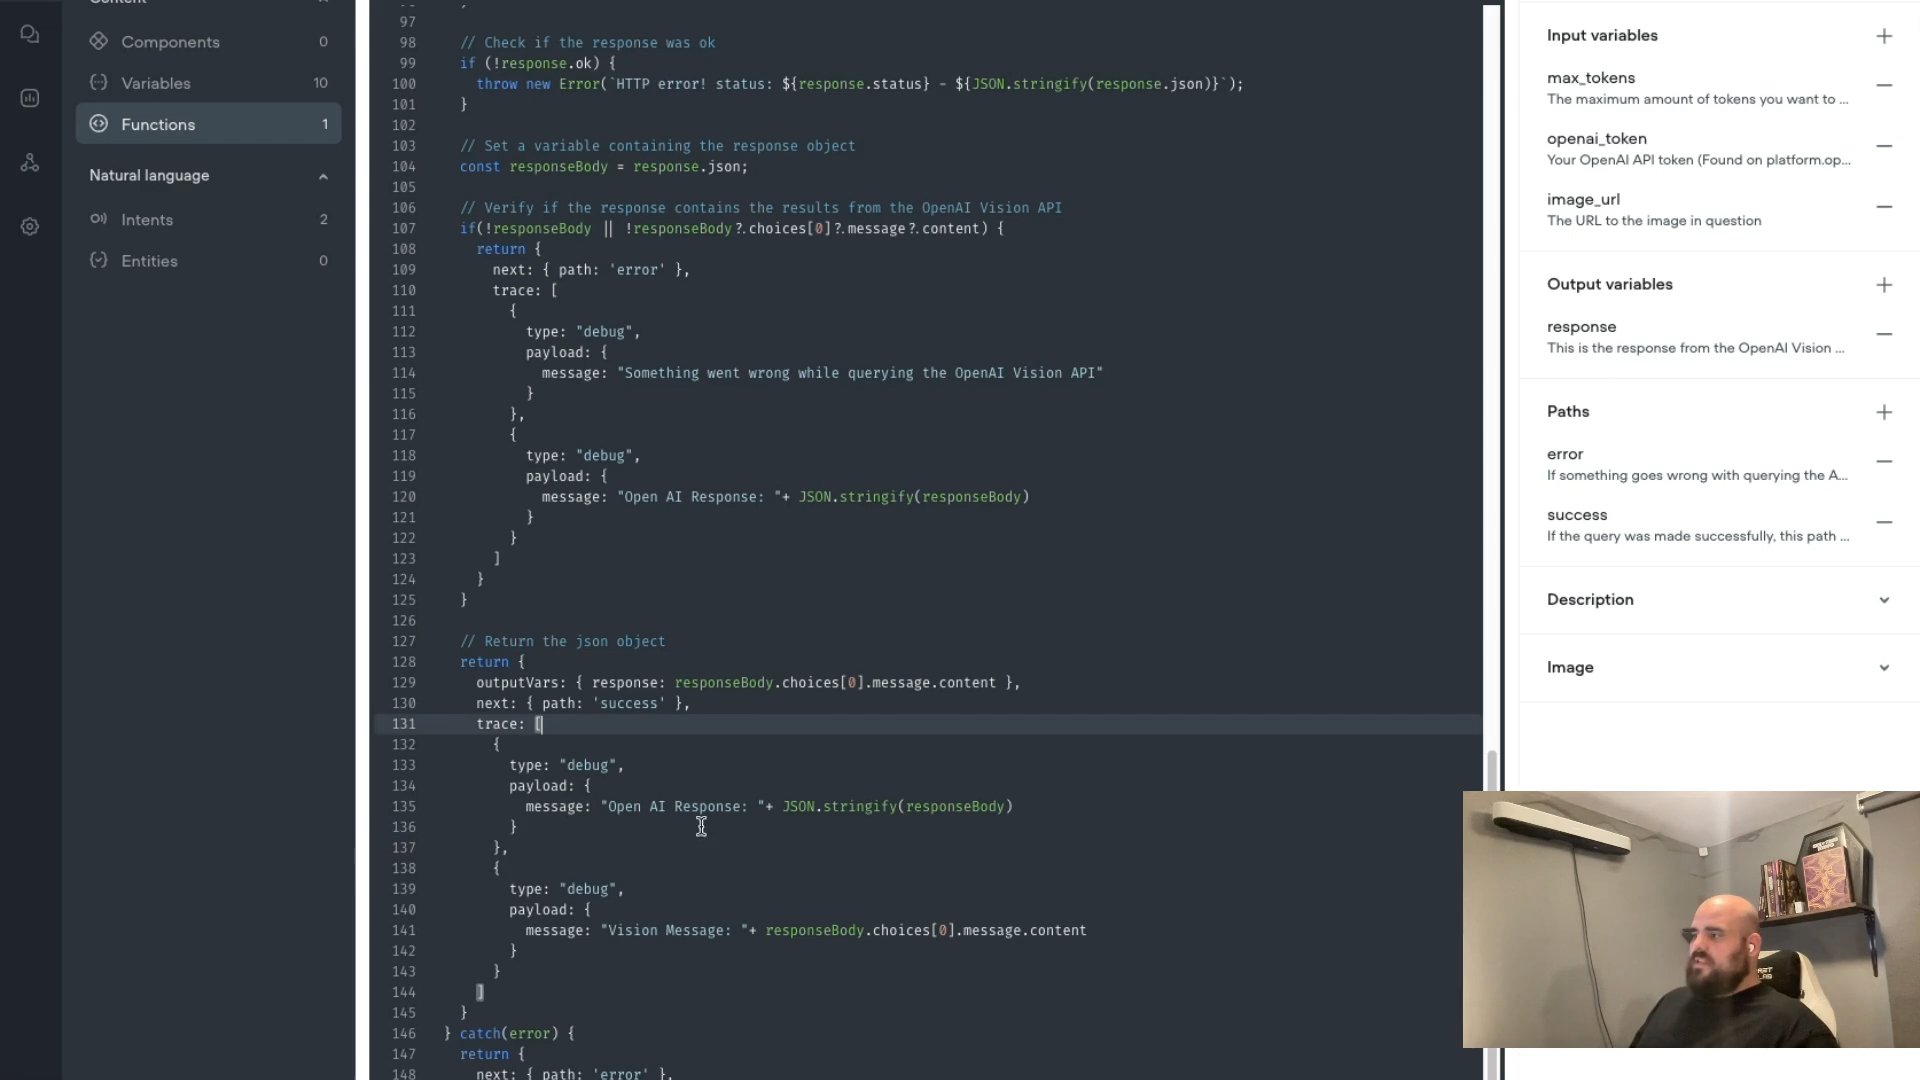 Content
Components 0
Variables 10
Functions 1
Natural language
Intents 2
Entities 0
97
98 // Check if the response was ok
99 if (!response.ok) {
100 throw new Error(`HTTP error! status: ${response.status} - ${JSON.stringify(response.json)}`);
101 }
102
103 // Set a variable containing the response object
104 const responseBody = response.json;
105
106 // Verify if the response contains the results from the OpenAI Vision API
107 if(!responseBody || !responseBody?.choices[0]?.message?.content) {
108 return {
109 next: { path: 'error' },
110 trace: [
111 {
112 type: "debug",
113 payload: {
114 message: "Something went wrong while querying the OpenAI Vision API"
115 }
116 },
117 {
118 type: "debug",
119 payload: {
120 message: "Open AI Response: "+ JSON.stringify(responseBody)
121 }
122 }
123 ]
124 }
125 }
126
127 // Return the json object
128 return {
129 outputVars: { response: responseBody.choices[0].message.content },
130 next: { path: 'success' },
131 trace: [
132 {
133 type: "debug",
134 payload: {
135 message: "Open AI Response: "+ JSON.stringify(responseBody)
136 }
137 },
138 {
139 type: "debug",
140 payload: {
141 message: "Vision Message: "+ responseBody.choices[0].message.content
142 }
143 }
144 ]
145 }
146 } catch(error) {
147 return {
148 next: { path: 'error' },
Input variables
max_tokens
The maximum amount of tokens you want to ...
openai_token
Your OpenAI API token (Found on platform.op...
image_url
The URL to the image in question
Output variables
response
This is the response from the OpenAI Vision ...
Paths
error
If something goes wrong with querying the A...
success
If the query was made successfully, this path ...
Description
Image